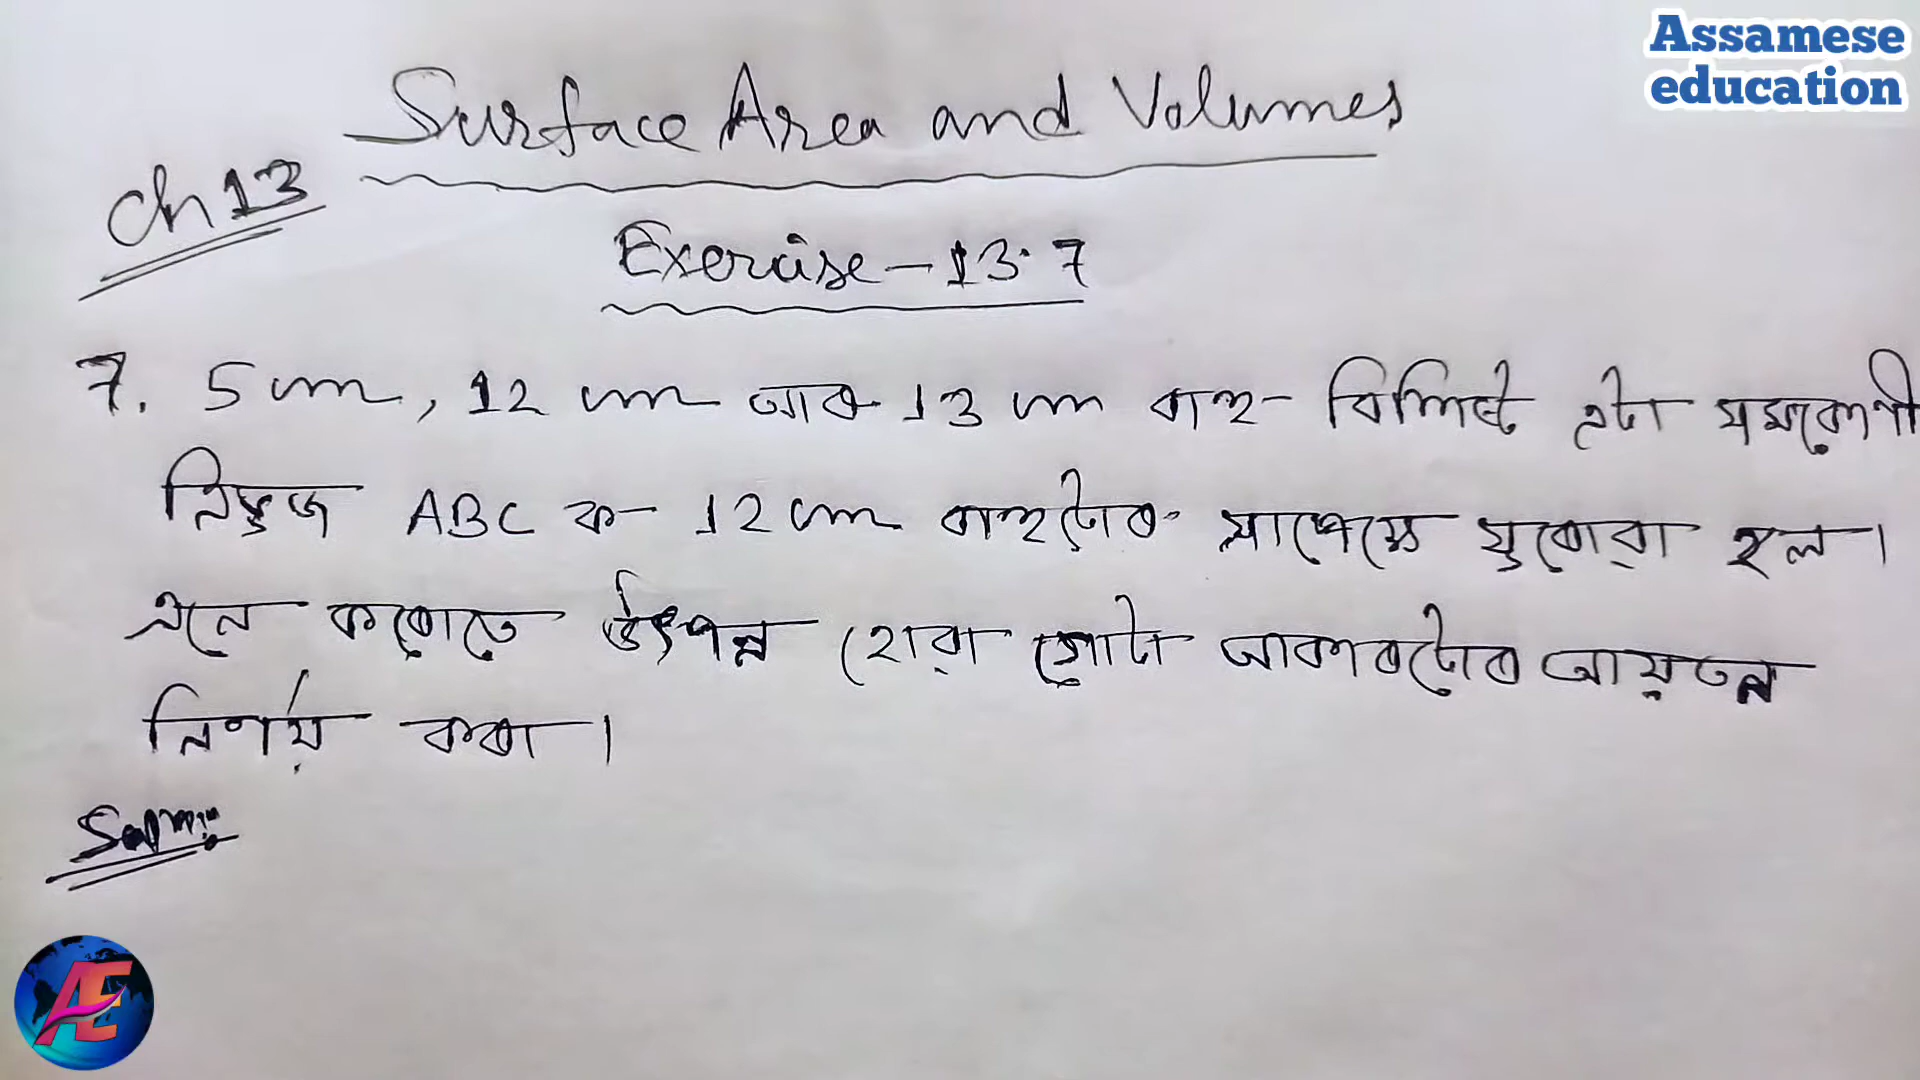 Assamese
education
Surface Area and Volumes
Ch 13
Exercise - 13.7
7. 5 cm, 12 cm আৰু 13 cm বাহু- বিশিষ্ট এটা সমকোণী
ত্ৰিভুজ ABC ক 12 cm বাহুটোৰ সাপেক্ষে ঘূৰোৱা হল।
এনে কৰোতে উৎপন্ন হোৱা গোটা আকাৰটোৰ আয়তন
নিৰ্ণয় কৰা।
Soln:
AE